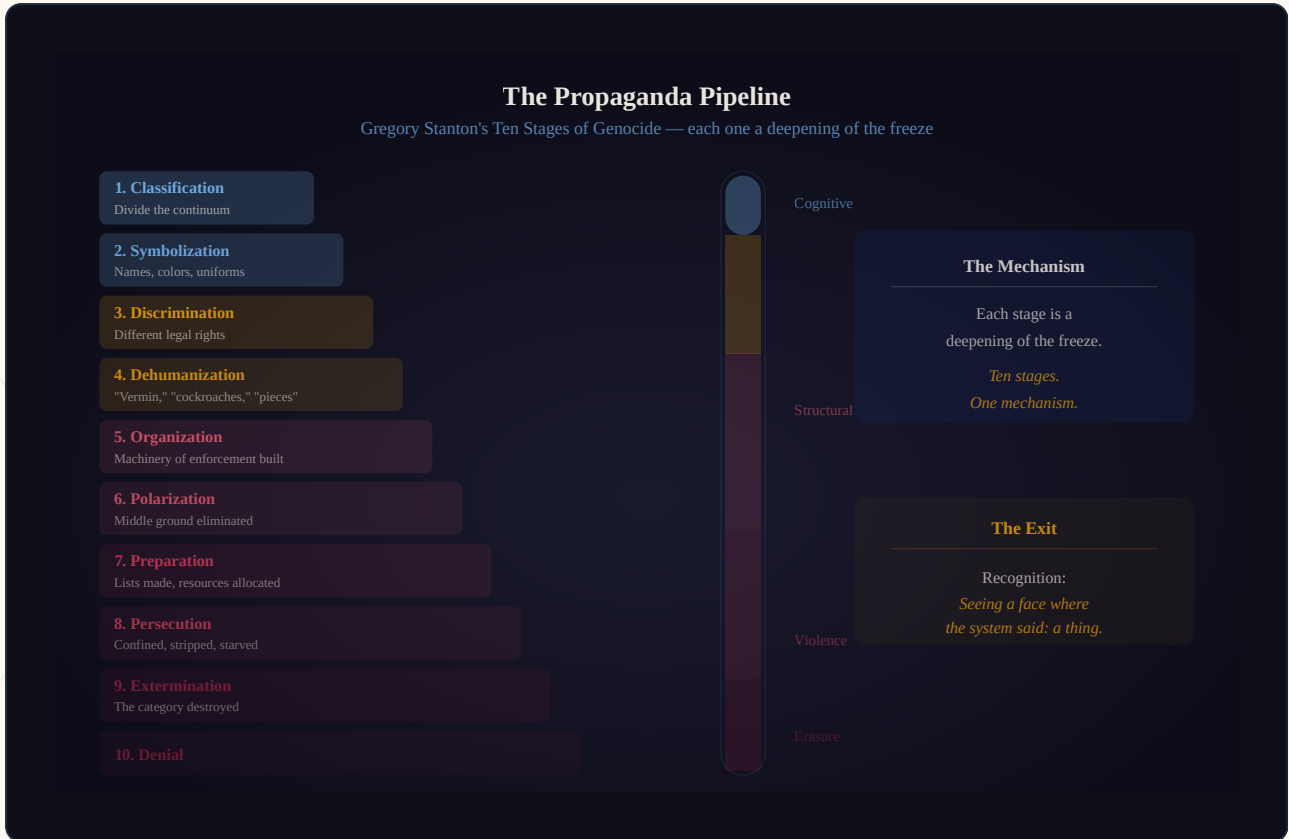 The Propaganda Pipeline
Gregory Stanton's Ten Stages of Genocide — each one a deepening of the freeze
1. Classification
Divide the continuum
2. Symbolization
Names, colors, uniforms
3. Discrimination
Different legal rights
4. Dehumanization
"Vermin," "cockroaches," "pieces"
5. Organization
Machinery of enforcement built
6. Polarization
Middle ground eliminated
7. Preparation
Lists made, resources allocated
8. Persecution
Confined, stripped, starved
9. Extermination
The category destroyed
10. Denial
Cognitive
Structural
Violence
Erasure
The Mechanism
Each stage is a
deepening of the freeze.
Ten stages.
One mechanism.
The Exit
Recognition:
Seeing a face where
the system said: a thing.